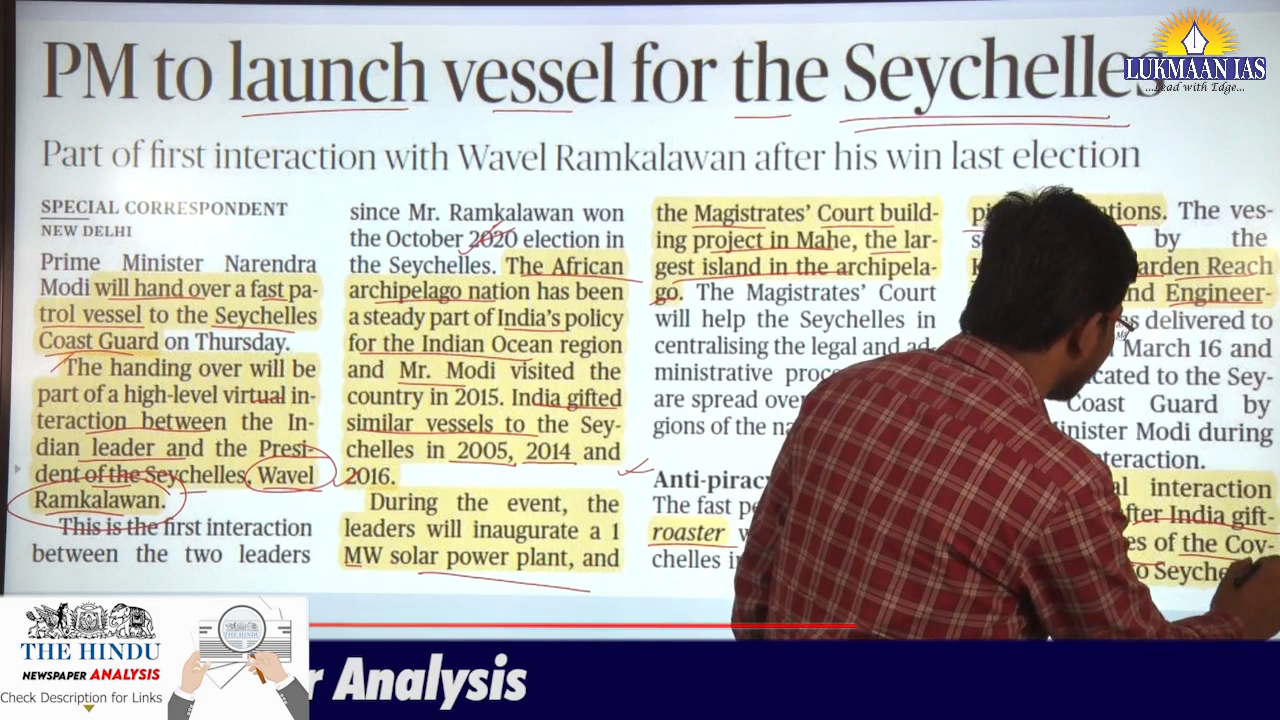 PM to launch vessel for the Seychelles
LUKMAAN IAS
...Lead with Edge...
Part of first interaction with Wavel Ramkalawan after his win last election
SPECIAL CORRESPONDENT
NEW DELHI
Prime Minister Narendra
Modi will hand over a fast pa-
trol vessel to the Seychelles
Coast Guard on Thursday.
The handing over will be
part of a high-level virtual in-
teraction between the In-
dian leader and the Presi-
dent of the Seychelles, Wavel
Ramkalawan.
This is the first interaction
between the two leaders
since Mr. Ramkalawan won
the October 2020 election in
the Seychelles. The African
archipelago nation has been
a steady part of India's policy
for the Indian Ocean region
and Mr. Modi visited the
country in 2015. India gifted
similar vessels to the Sey-
chelles in 2005, 2014 and
2016.
During the event, the
leaders will inaugurate a 1
MW solar power plant, and
the Magistrates' Court build-
ing project in Mahe, the lar-
gest island in the archipela-
go. The Magistrates' Court
will help the Seychelles in
centralising the legal and ad-
ministrative
are spread
gions of the
The fast
roaster
chelles
The ves-
by the
Reach
Engineer-
delivered to
March 16 and
to the Sey-
Coast Guard by
Minister Modi during
interaction.
interaction
India gift-
of the Cov-
THE HINDU
NEWSPAPER ANALYSIS
Check Description for Links
THE HINDU
Analysis